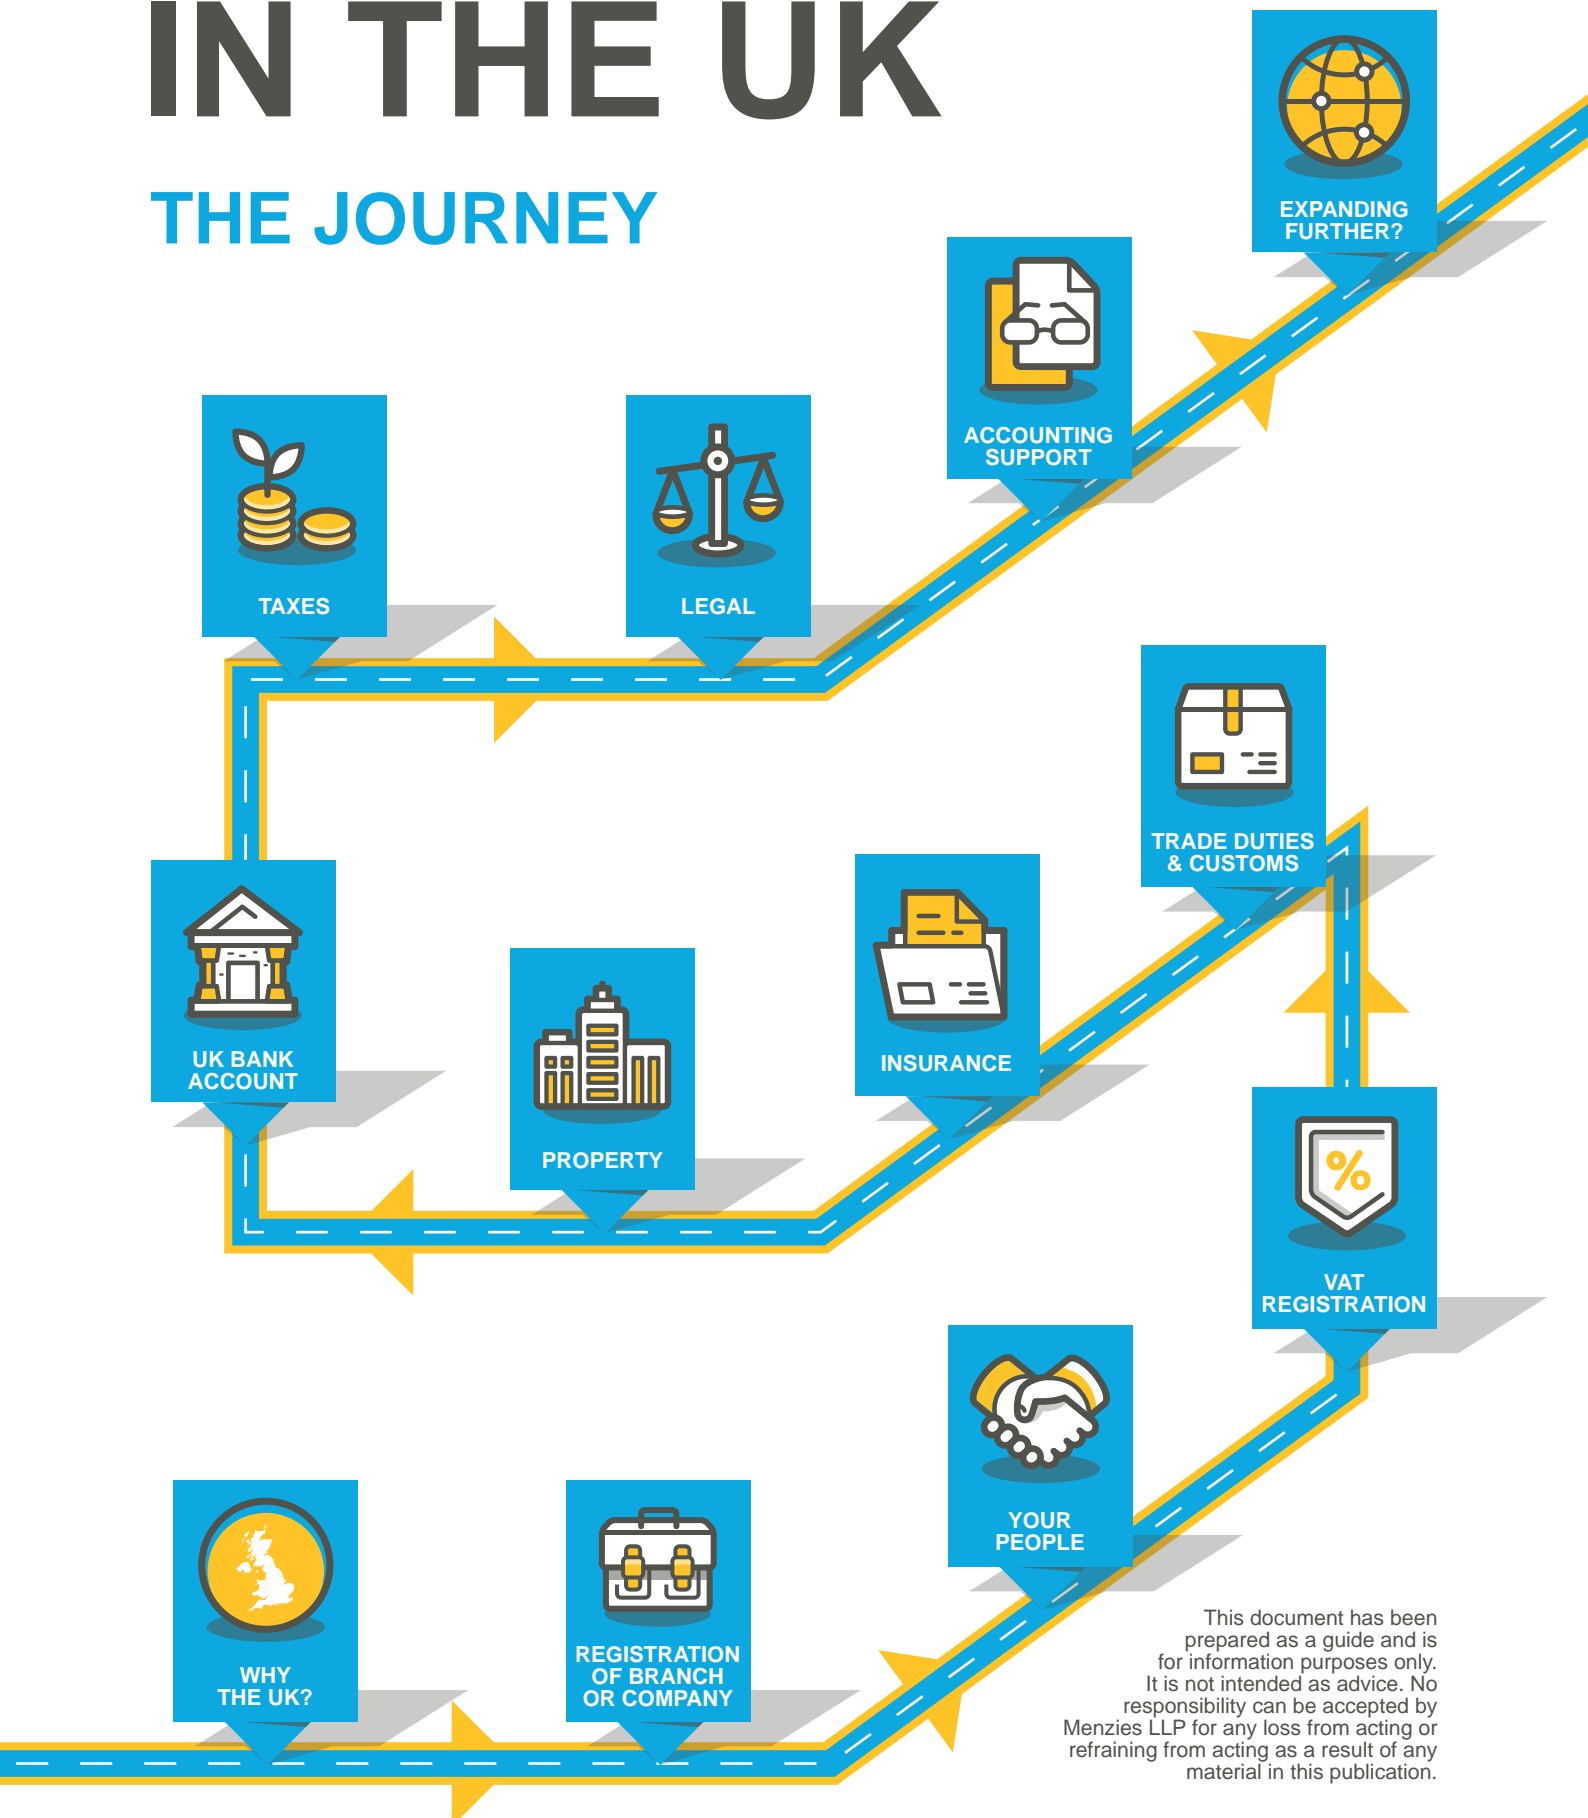 IN THE UK
THE JOURNEY
EXPANDING
FURTHER?
ACCOUNTING
SUPPORT
TAXES
LEGAL
TRADE DUTIES
& CUSTOMS
UK BANK
ACCOUNT
PROPERTY
INSURANCE
%
VAT
REGISTRATION
YOUR
PEOPLE
WHY
THE UK?
REGISTRATION
OF BRANCH
OR COMPANY
This document has been
prepared as a guide and is
for information purposes only.
It is not intended as advice. No
responsibility can be accepted by
Menzies LLP for any loss from acting or
refraining from acting as a result of any
material in this publication.